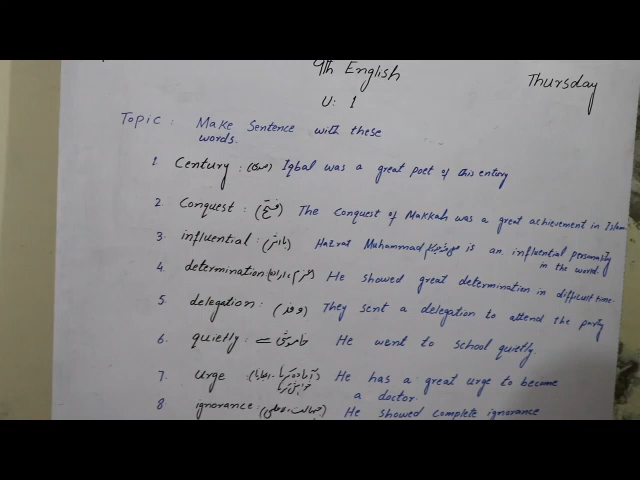 9th English
Thursday
U: 1
Topic: Make Sentence with these
words.
1. Century: (صدی) Iqbal was a great poet of this entury
2. Conquest: (فتح) The Conquest of Makkah was a great achievement in Islam.
3. influential: (بااثر) Hazrat Muhammad is an influential personality
in the world.
4. determination He showed great determination in difficult time.
5. delegation: (وفد) They sent a delegation to attend the party
6. quietly: خاموشی سے He went to school quietly.
7. Urge He has a great urge to become
a doctor.
8 ignorance: He showed complete ignorance